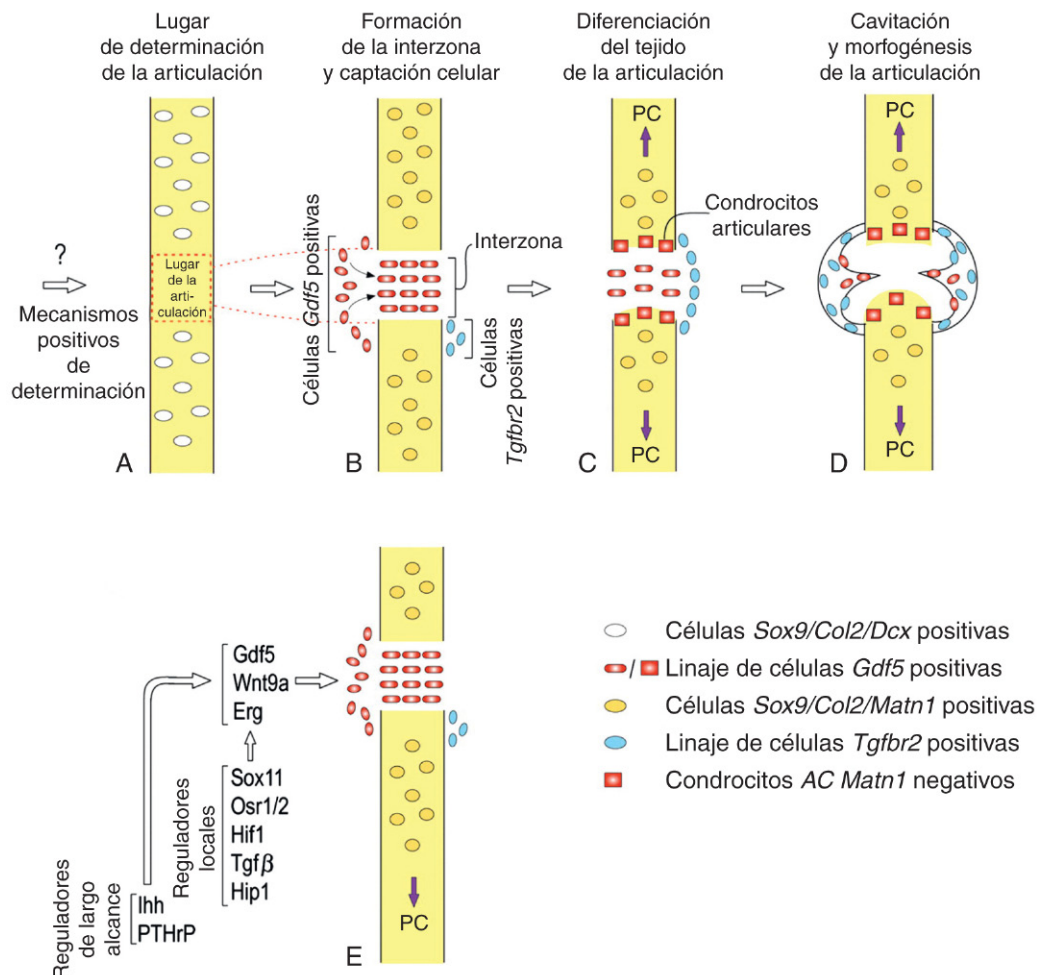 Lugar
de determinación
de la articulación
Formación
de la interzona
y captación celular
Diferenciación
del tejido
de la articulación
Cavitación
y morfogénesis
de la articulación
?
Mecanismos
positivos
de
determinación
Lugar
de la
arti-
culación
A
Células Gdf5 positivas
Interzona
Células
Tgfbr2 positivas
B
PC
Condrocitos
articulares
PC
C
PC
PC
D
Gdf5
Wnt9a
Erg
Reguladores
locales
Sox11
Osr1/2
Hif1
Tgfβ
Hip1
Reguladores
de largo
alcance
Ihh
PTHrP
PC
E
Células Sox9/Col2/Dcx positivas
/
Linaje de células Gdf5 positivas
Células Sox9/Col2/Matn1 positivas
Linaje de células Tgfbr2 positivas
Condrocitos AC Matn1 negativos